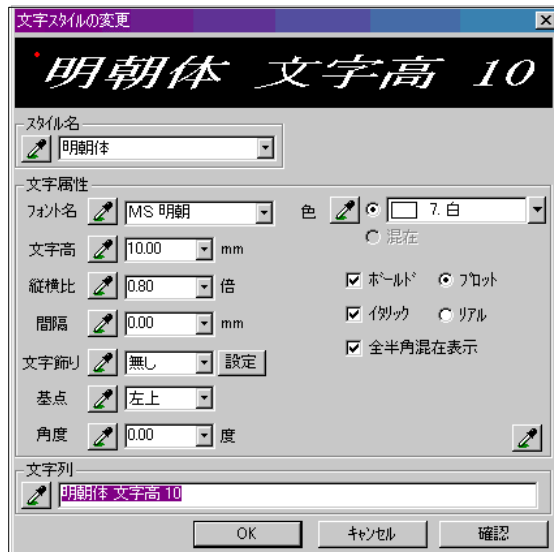 文字ｽﾀｲﾙの変更
明朝体 文字高 10
ｽﾀｲﾙ名
明朝体
文字属性
ﾌｫﾝﾄ名 MS 明朝 色 7. 白
混在
文字高 10.00 mm
縦横比 0.80 倍 ﾎﾞｰﾙﾄﾞ ﾌﾟﾛｯﾄ
間隔 0.00 mm ｲﾀﾘｯｸ ﾘｱﾙ
文字飾り 無し 設定 全半角混在表示
基点 左上
角度 0.00 度
文字列
明朝体 文字高 10
OK ｷｬﾝｾﾙ 確認